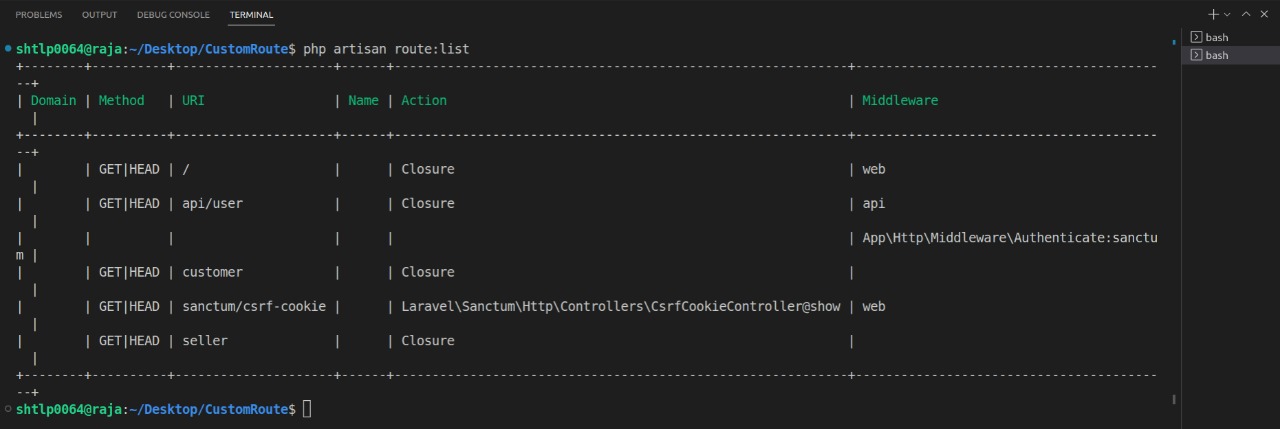 PROBLEMS OUTPUT DEBUG CONSOLE TERMINAL
bash
bash
shtlp0064@raja:~/Desktop/CustomRoute$ php artisan route:list
+--------+----------+---------------------+------+------------------------------------------------------------+----------------------------------------
--+
| Domain | Method   | URI                 | Name | Action                                                     | Middleware
  |
+--------+----------+---------------------+------+------------------------------------------------------------+----------------------------------------
--+
|        | GET|HEAD | /                   |      | Closure                                                    | web
  |
|        | GET|HEAD | api/user            |      | Closure                                                    | api
  |
|        |          |                     |      |                                                            | App\Http\Middleware\Authenticate:sanctu
m |
|        | GET|HEAD | customer            |      | Closure                                                    |
  |
|        | GET|HEAD | sanctum/csrf-cookie |      | Laravel\Sanctum\Http\Controllers\CsrfCookieController@show | web
  |
|        | GET|HEAD | seller              |      | Closure                                                    |
  |
+--------+----------+---------------------+------+------------------------------------------------------------+----------------------------------------
--+
shtlp0064@raja:~/Desktop/CustomRoute$